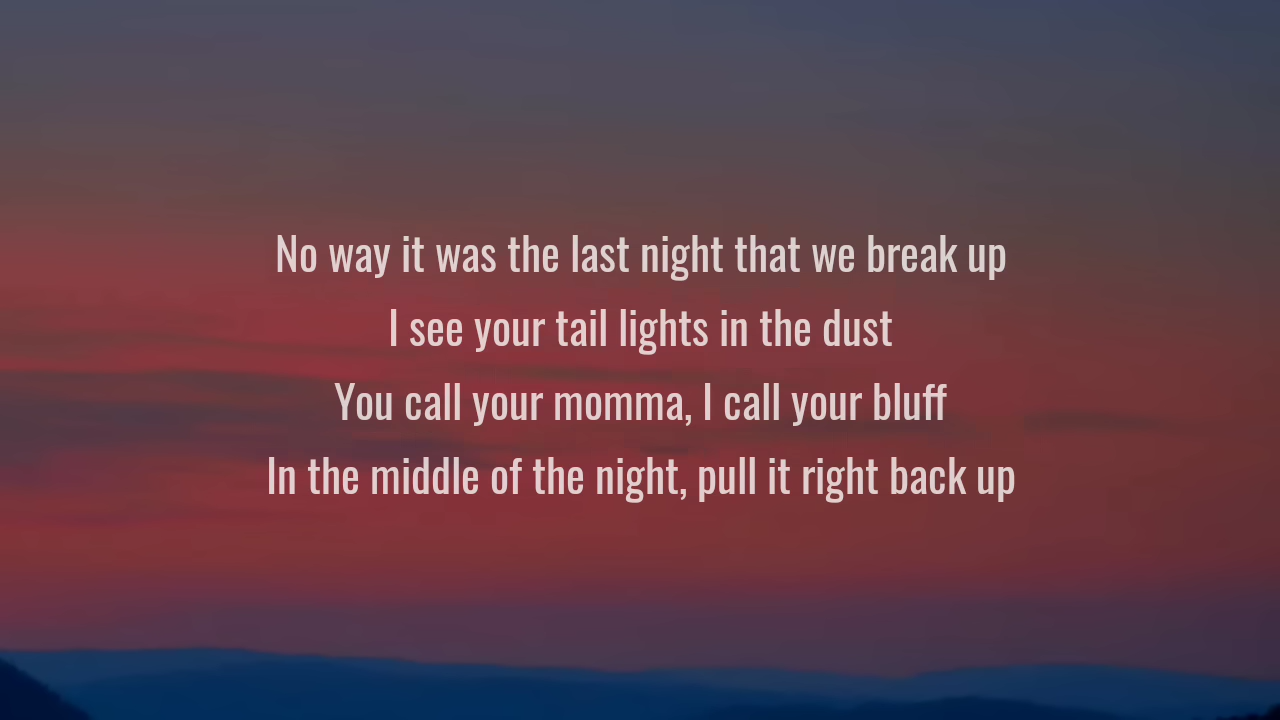 No way it was the last night that we break up
I see your tail lights in the dust
You call your momma, I call your bluff
In the middle of the night, pull it right back up